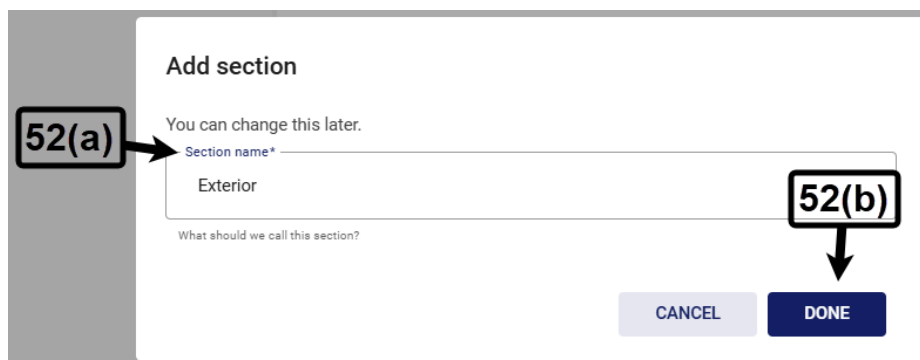 Add section
You can change this later.
52(a)
Section name*
Exterior
52(b)
What should we call this section?
CANCEL
DONE